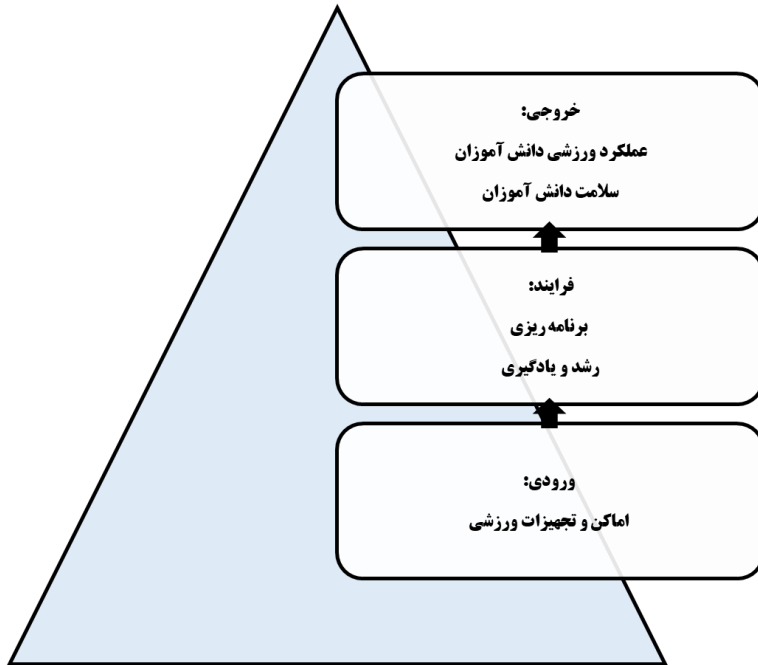 خروجی:
عملکرد ورزشی دانش آموزان
سلامت دانش آموزان
فرایند:
برنامه ریزی
رشد و یادگیری
ورودی:
اماکن و تجهیزات ورزشی